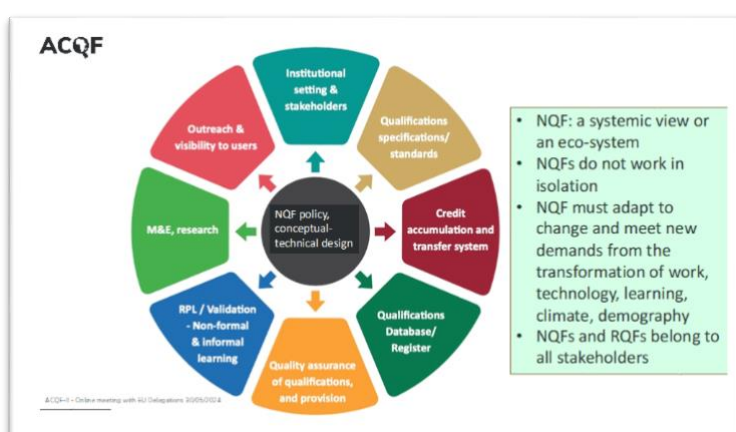 ACQF
Institutional
setting &
stakeholders
Qualifications
specifications/
standards
Credit
accumulation and
transfer system
Qualifications
Database/
Register
Quality assurance
of qualifications,
and provision
RPL / Validation
- Non-formal
& informal
learning
M&E, research
Outreach &
visibility to users
NQF policy,
conceptual-
technical design
• NQF: a systemic view or
an eco-system
• NQFs do not work in
isolation
• NQF must adapt to
change and meet new
demands from the
transformation of work,
technology, learning,
climate, demography
• NQFs and RQFs belong to
all stakeholders
ACQF-II - Online meeting with EU Delegations 30/05/2024